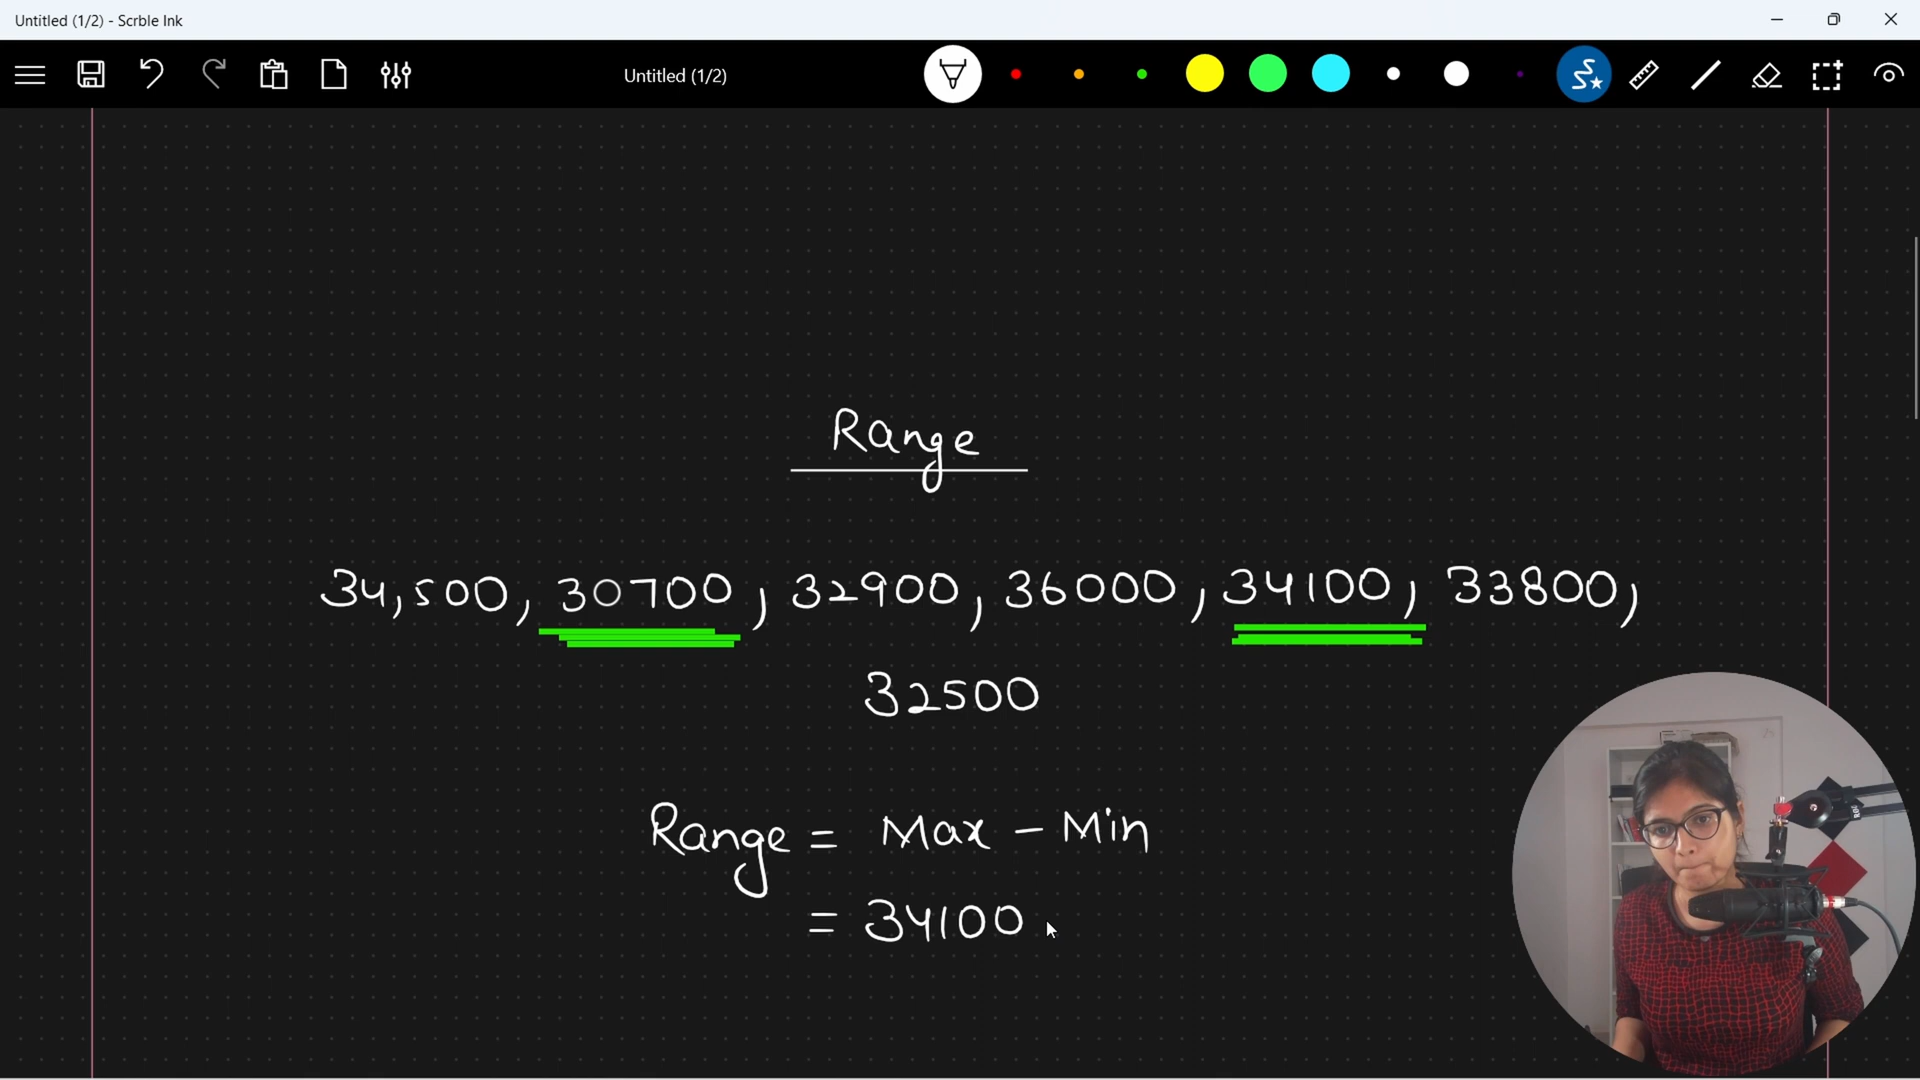 Untitled (1/2) - Scrble Ink
Untitled (1/2)
Range
34,500, 30700, 32900, 36000, 34100, 33800,
32500
Range = Max - Min
= 34100